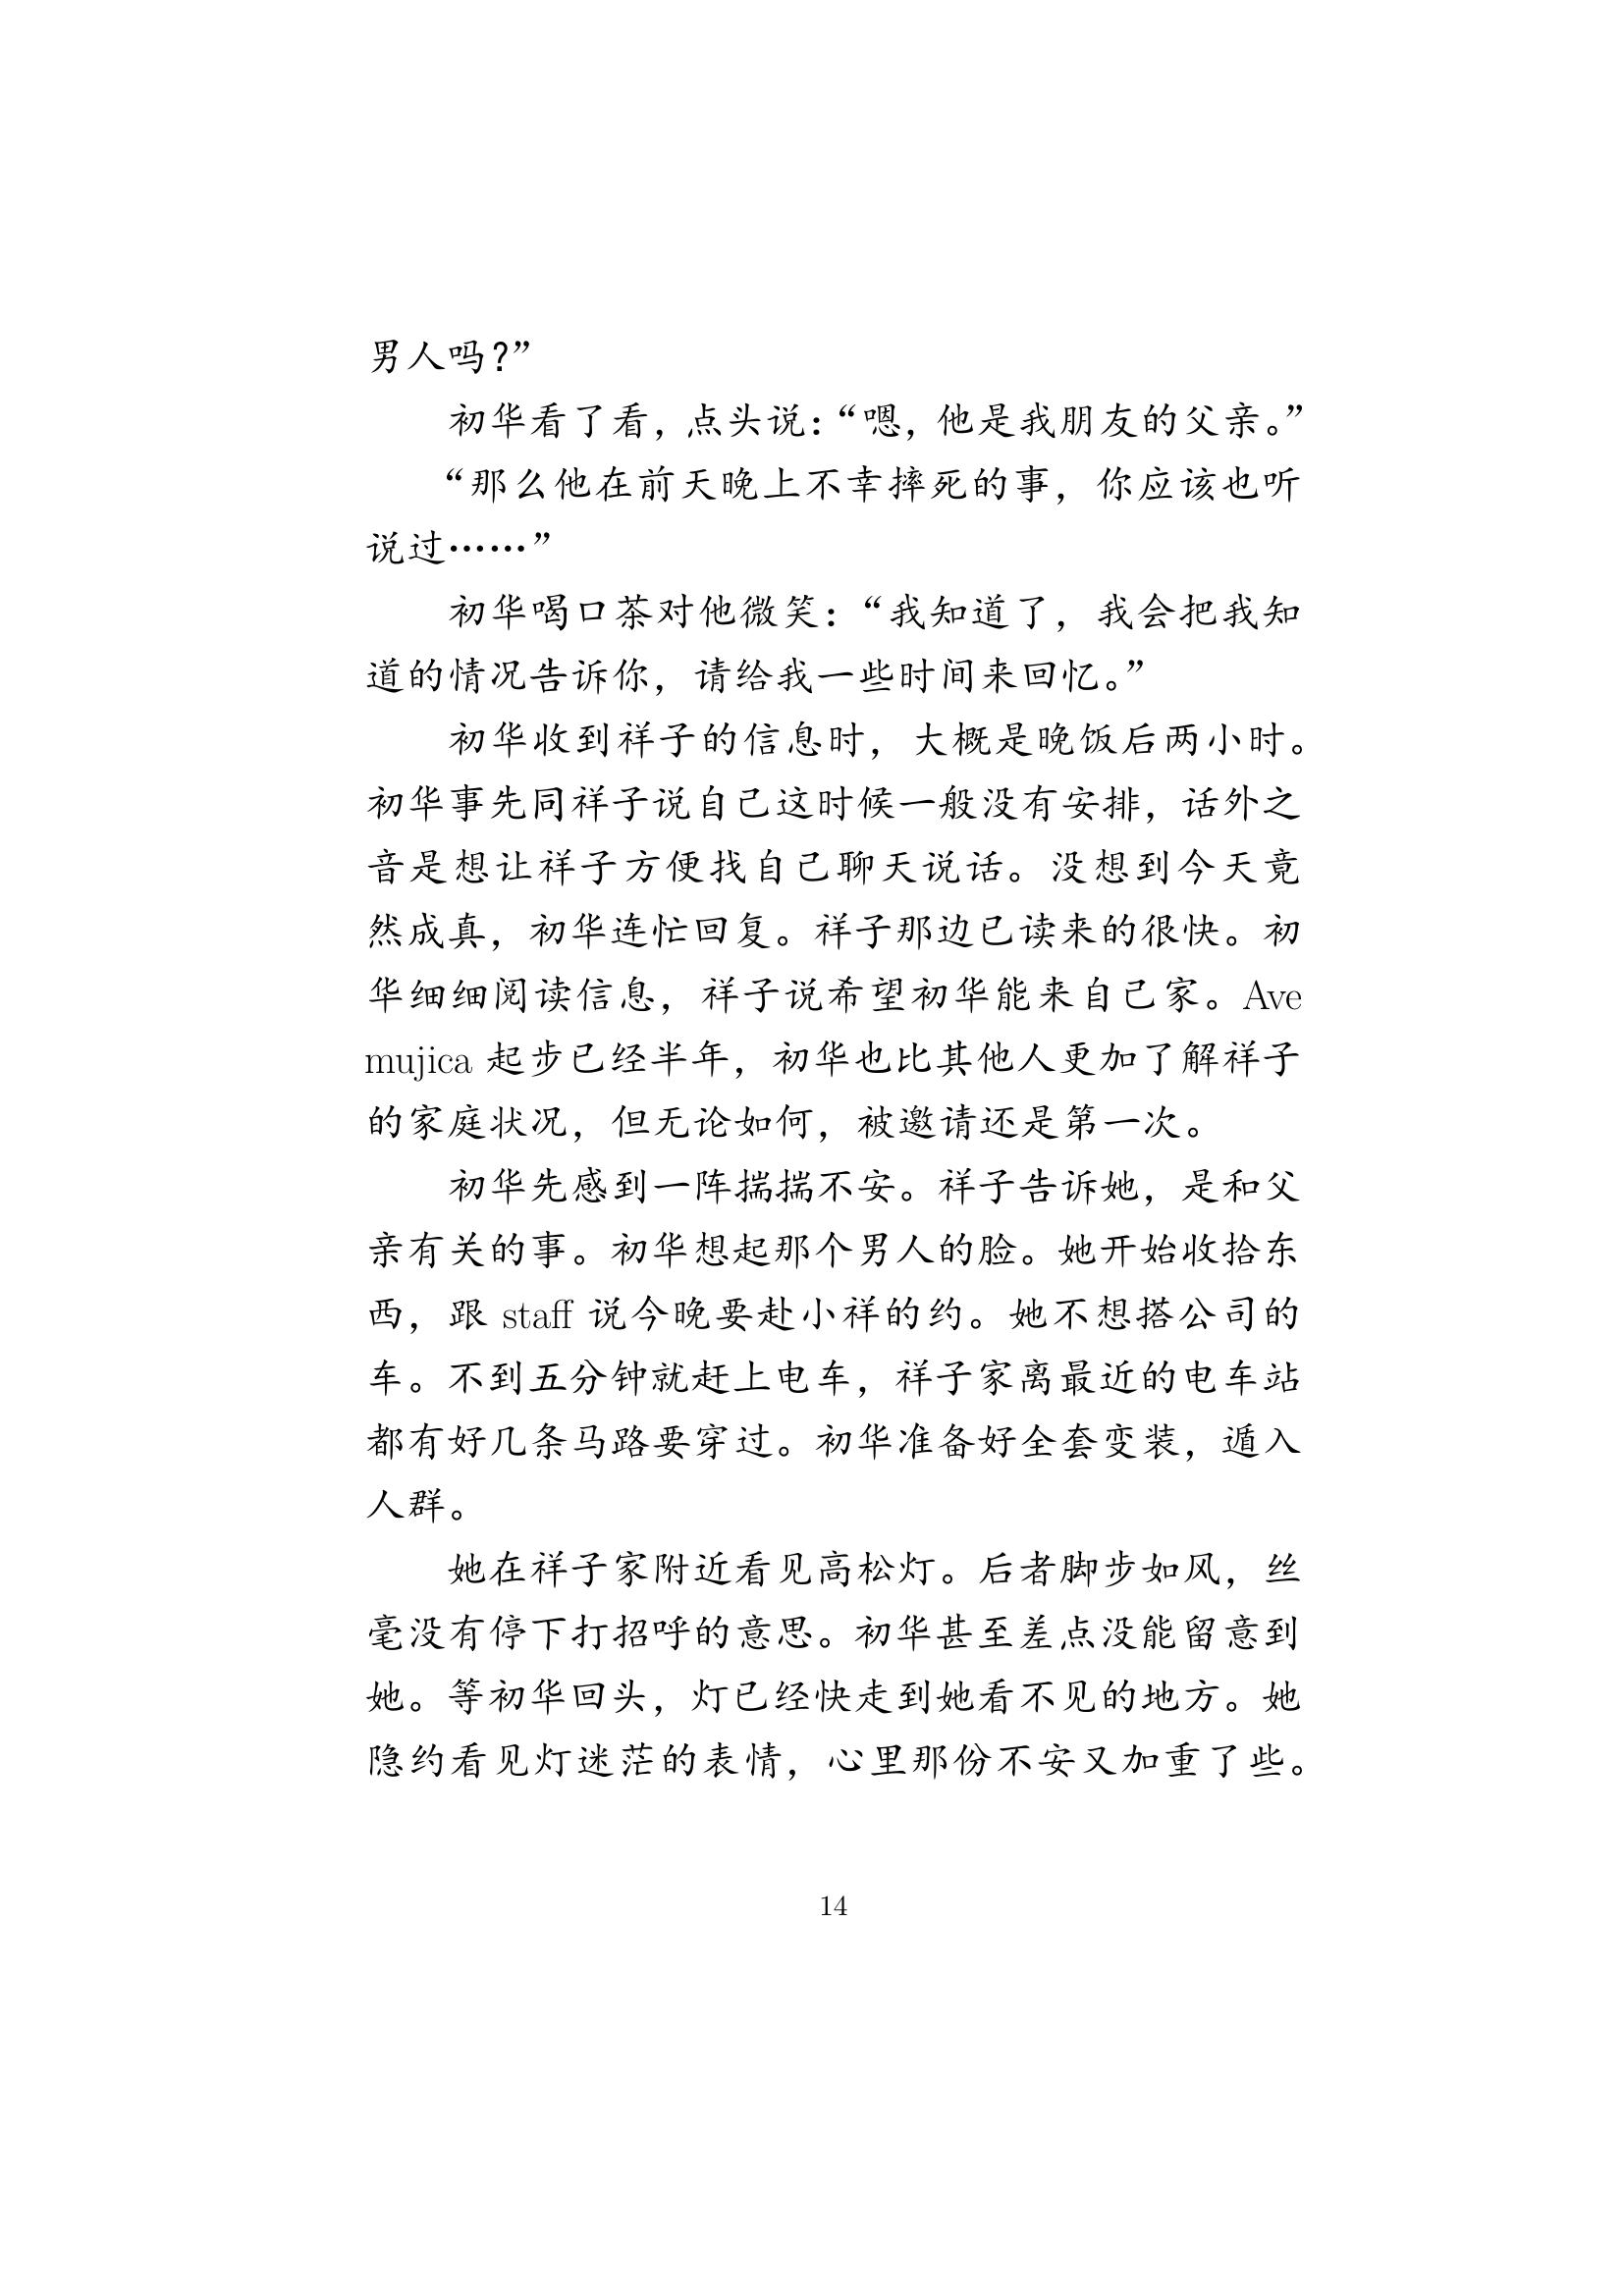 男人吗？”
初华看了看，点头说：“嗯，他是我朋友的父亲。”
“那么他在前天晚上不幸摔死的事，你应该也听
说过……”
初华喝口茶对他微笑：“我知道了，我会把我知
道的情况告诉你，请给我一些时间来回忆。”
初华收到祥子的信息时，大概是晚饭后两小时。
初华事先同祥子说自己这时候一般没有安排，话外之
音是想让祥子方便找自己聊天说话。没想到今天竟
然成真，初华连忙回复。祥子那边已读来的很快。初
华细细阅读信息，祥子说希望初华能来自己家。Ave
mujica 起步已经半年，初华也比其他人更加了解祥子
的家庭状况，但无论如何，被邀请还是第一次。
初华先感到一阵揣揣不安。祥子告诉她，是和父
亲有关的事。初华想起那个男人的脸。她开始收拾东
西，跟 staff 说今晚要赴小祥的约。她不想搭公司的
车。不到五分钟就赶上电车，祥子家离最近的电车站
都有好几条马路要穿过。初华准备好全套变装，遁入
人群。
她在祥子家附近看见高松灯。后者脚步如风，丝
毫没有停下打招呼的意思。初华甚至差点没能留意到
她。等初华回头，灯已经快走到她看不见的地方。她
隐约看见灯迷茫的表情，心里那份不安又加重了些。
14